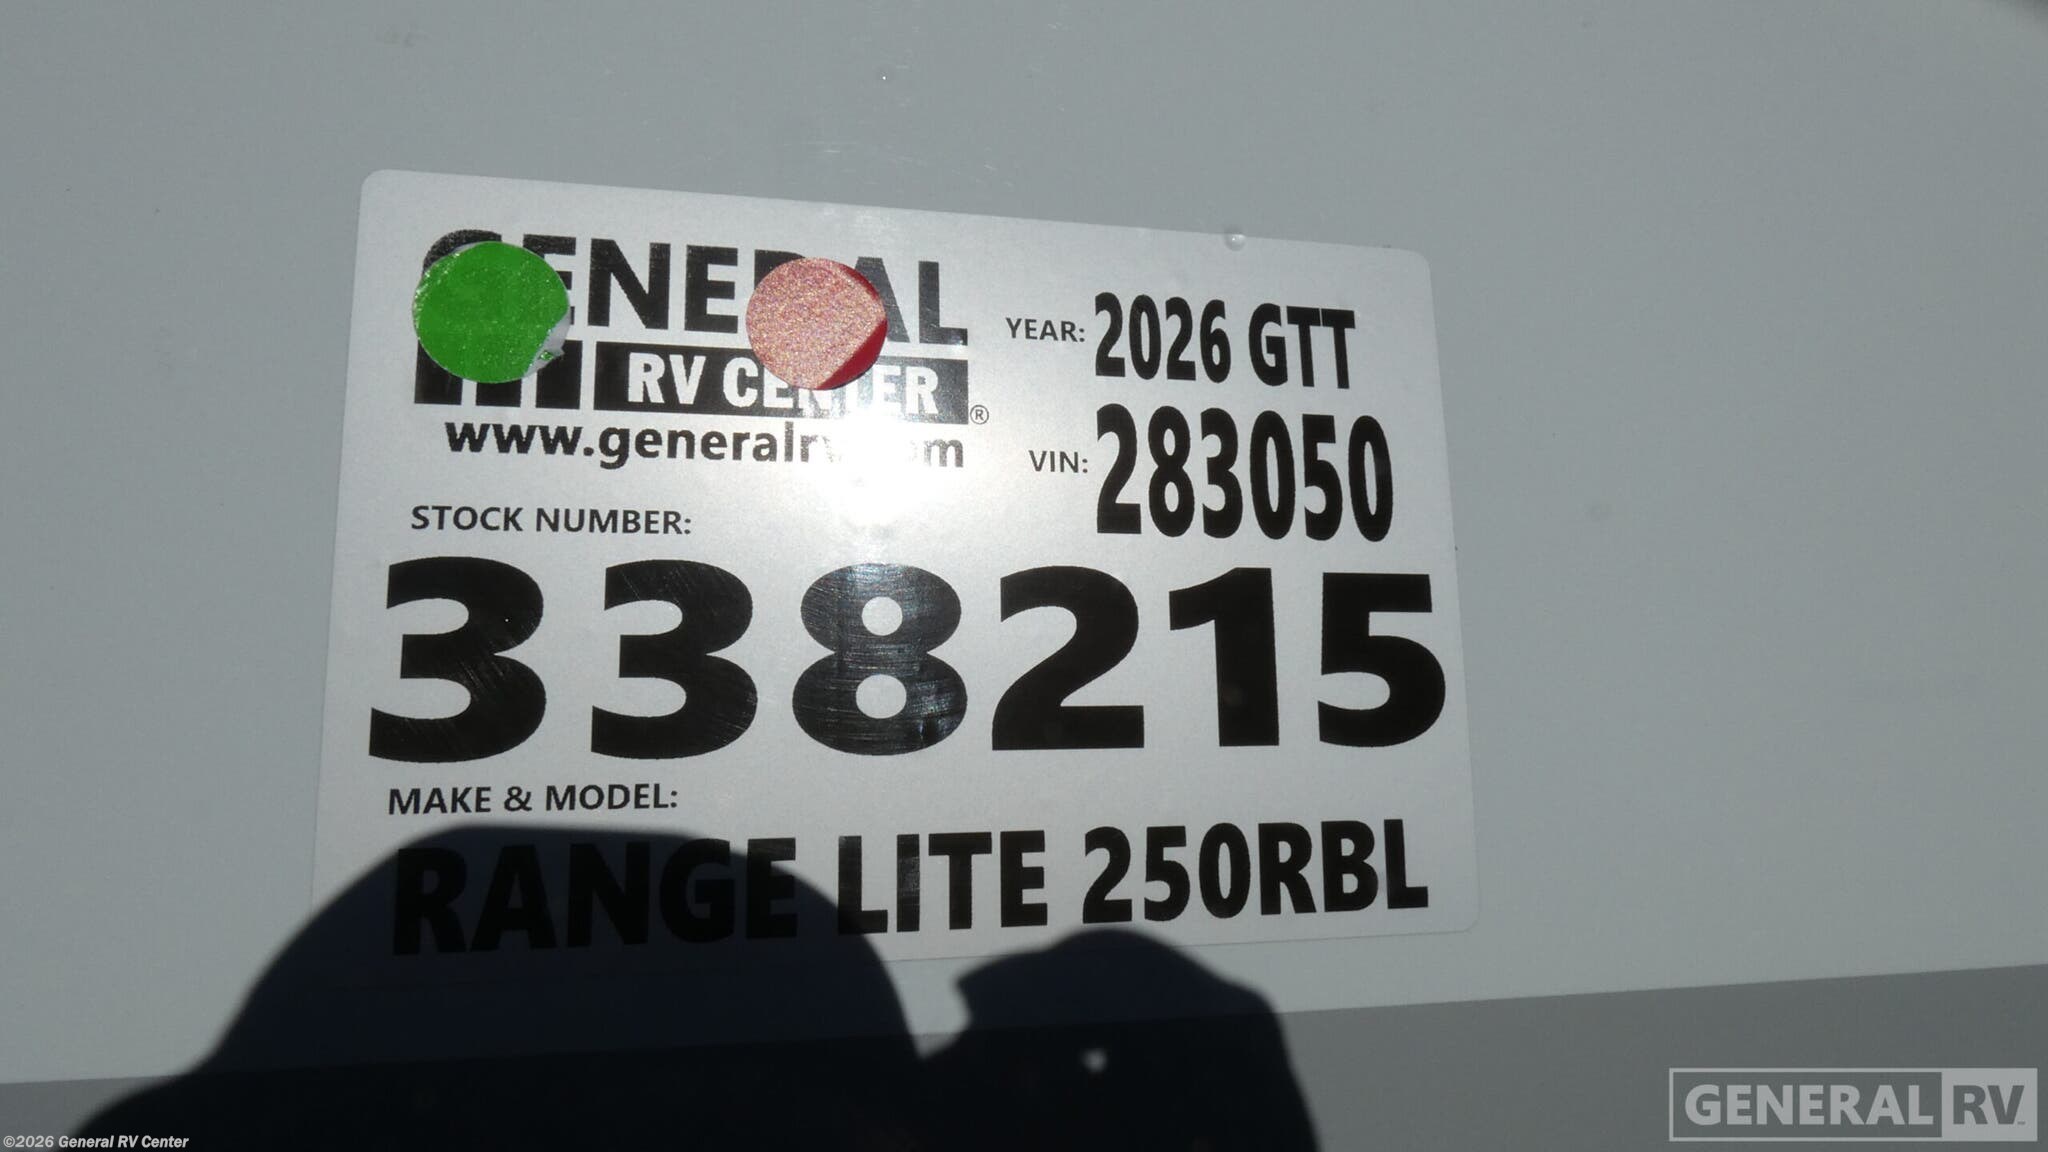 GENERAL
RV CENTER®
www.generalrv.com
YEAR: 2026 GTT
VIN: 283050
STOCK NUMBER:
338215
MAKE & MODEL:
RANGE LITE 250RBL
GENERAL RV
©2026 General RV Center